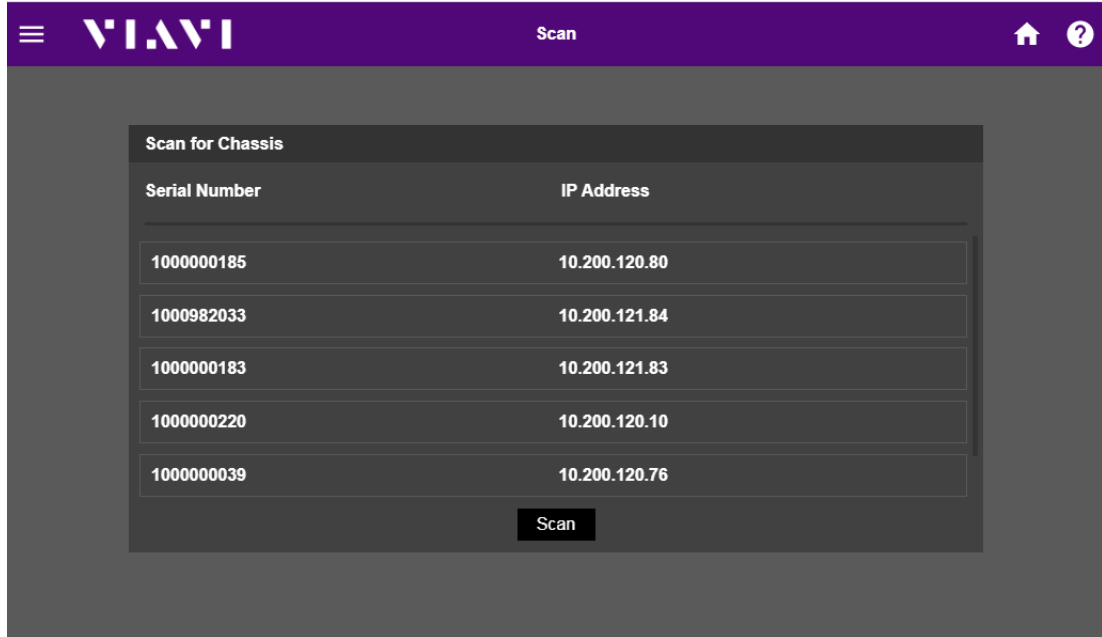 VIAVI Scan ?
Scan for Chassis
Serial Number IP Address
1000000185 10.200.120.80
1000982033 10.200.121.84
1000000183 10.200.121.83
1000000220 10.200.120.10
1000000039 10.200.120.76
Scan